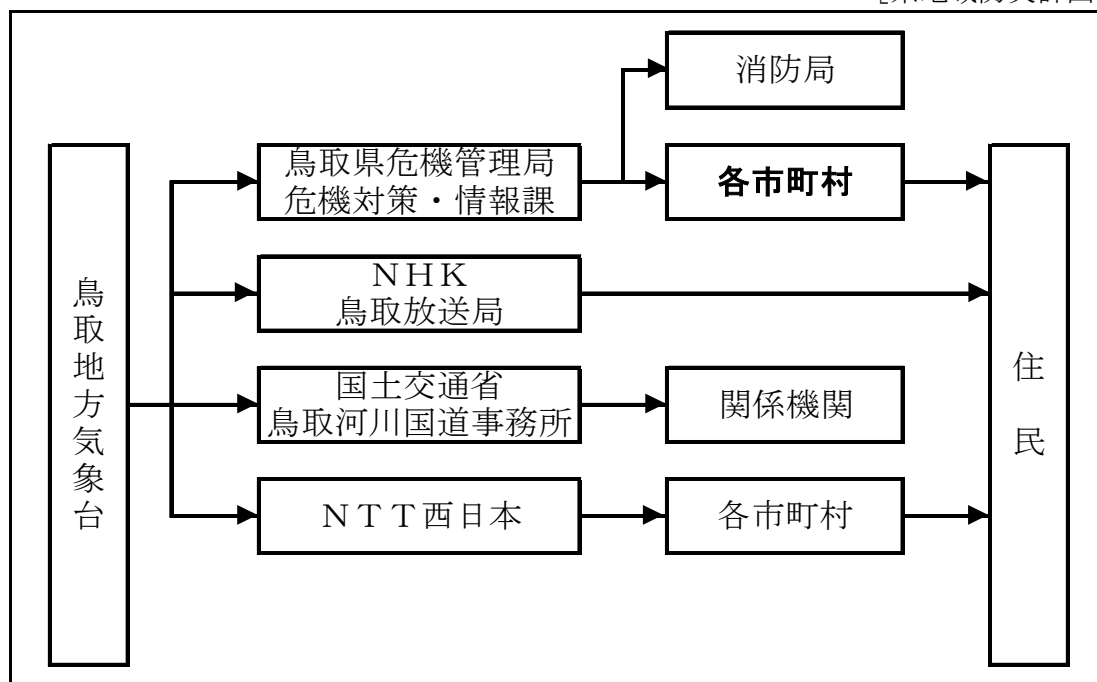 消防局
鳥取県危機管理局
危機対策・情報課
各市町村
NHK
鳥取放送局
鳥取地方気象台
国土交通省
鳥取河川国道事務所
関係機関
住民
NTT西日本
各市町村